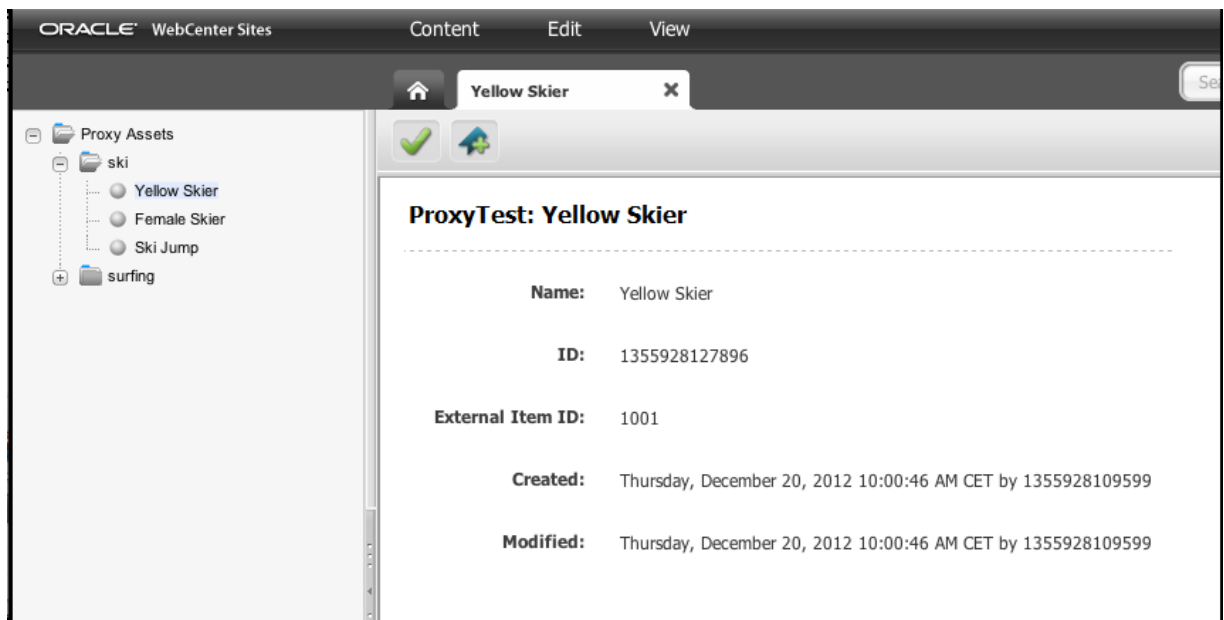 ORACLE WebCenter Sites
Content Edit View
Yellow Skier
Proxy Assets
ski
Yellow Skier
Female Skier
Ski Jump
surfing
ProxyTest: Yellow Skier
Name: Yellow Skier
ID: 1355928127896
External Item ID: 1001
Created: Thursday, December 20, 2012 10:00:46 AM CET by 1355928109599
Modified: Thursday, December 20, 2012 10:00:46 AM CET by 1355928109599